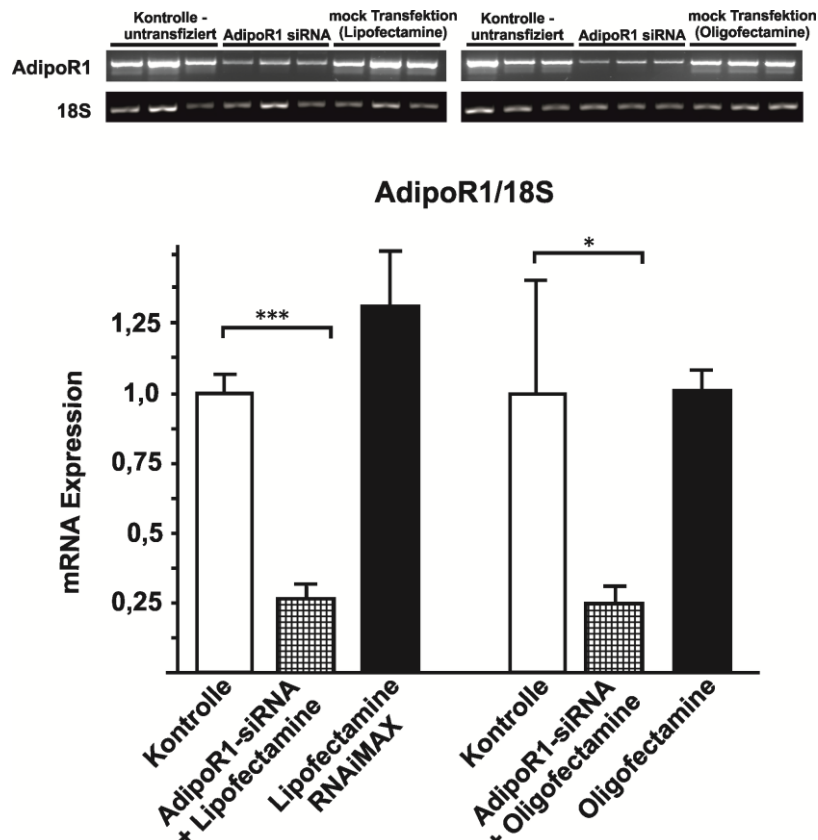 Kontrolle -
untransfiziert
AdipoR1 siRNA
mock Transfektion
(Lipofectamine)
Kontrolle -
untransfiziert
AdipoR1 siRNA
mock Transfektion
(Oligofectamine)
AdipoR1
18S
AdipoR1/18S
mRNA Expression
1,25
1,0
0,75
0,5
0,25
***
*
Kontrolle
AdipoR1-siRNA
+ Lipofectamine
Lipofectamine
RNAiMAX
Kontrolle
AdipoR1-siRNA
+ Oligofectamine
Oligofectamine